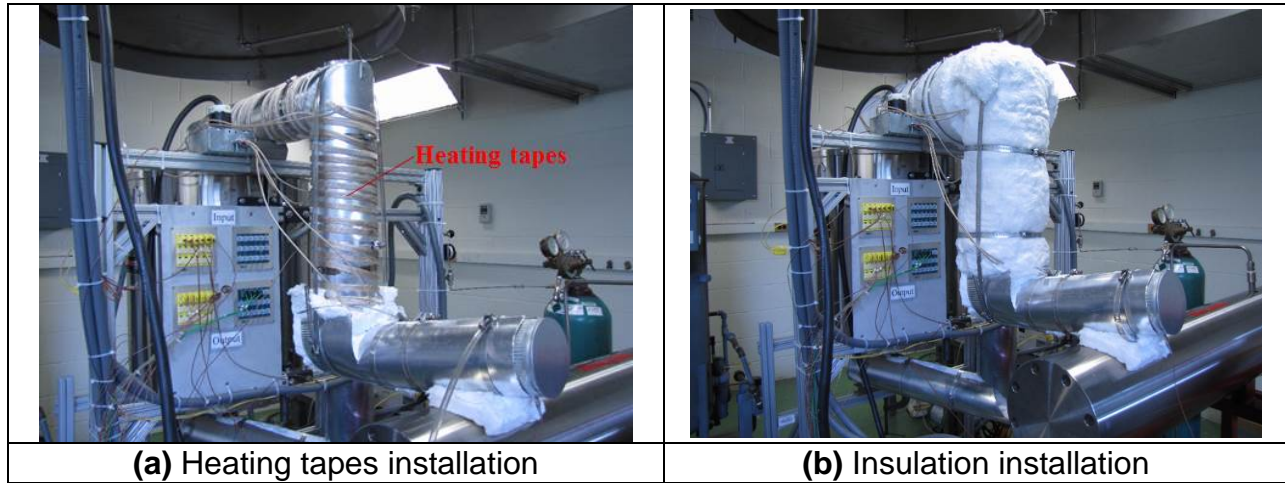 Heating tapes
Input
Output
Input
Output
(a) Heating tapes installation
(b) Insulation installation